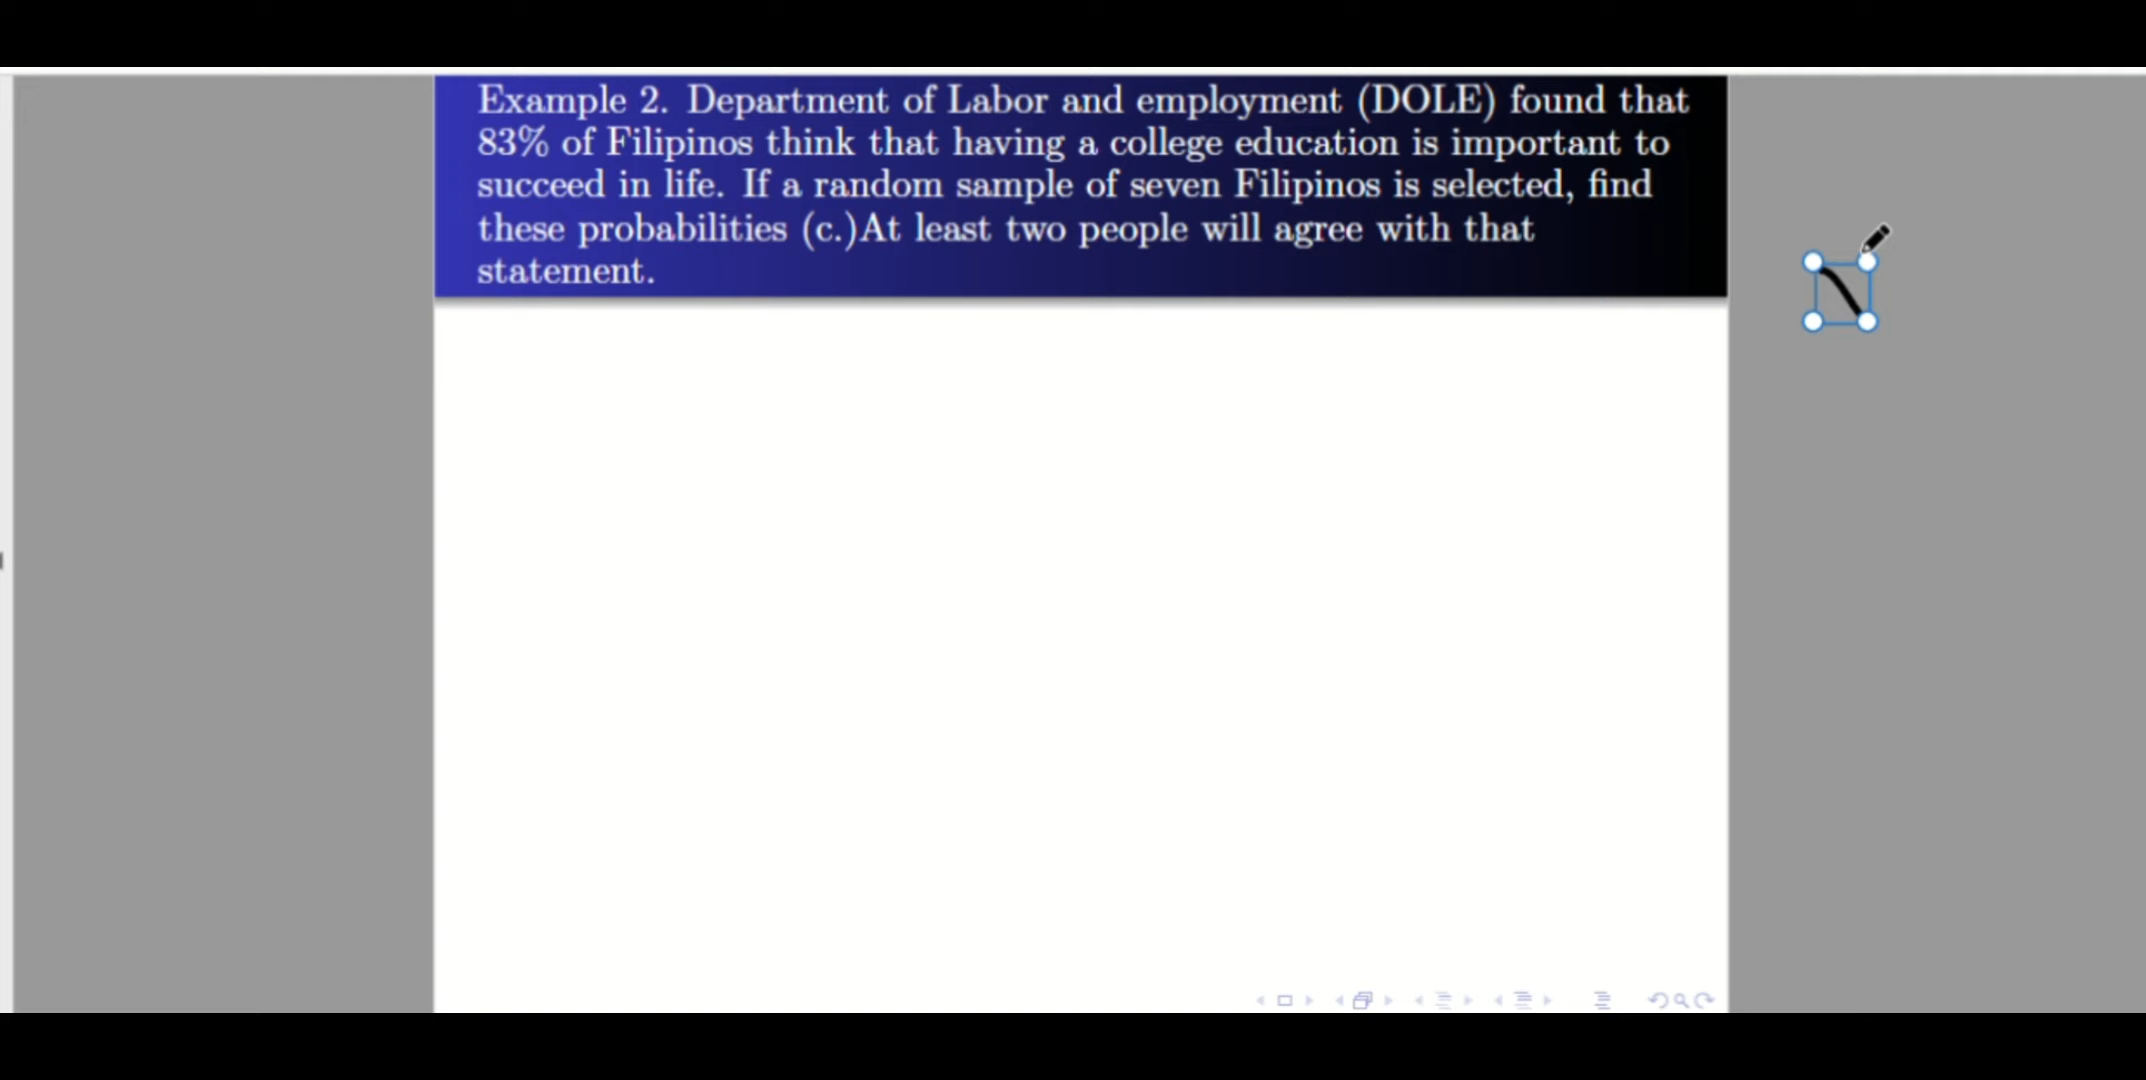 Example 2. Department of Labor and employment (DOLE) found that
83% of Filipinos think that having a college education is important to
succeed in life. If a random sample of seven Filipinos is selected, find
these probabilities (c.)At least two people will agree with that
statement.